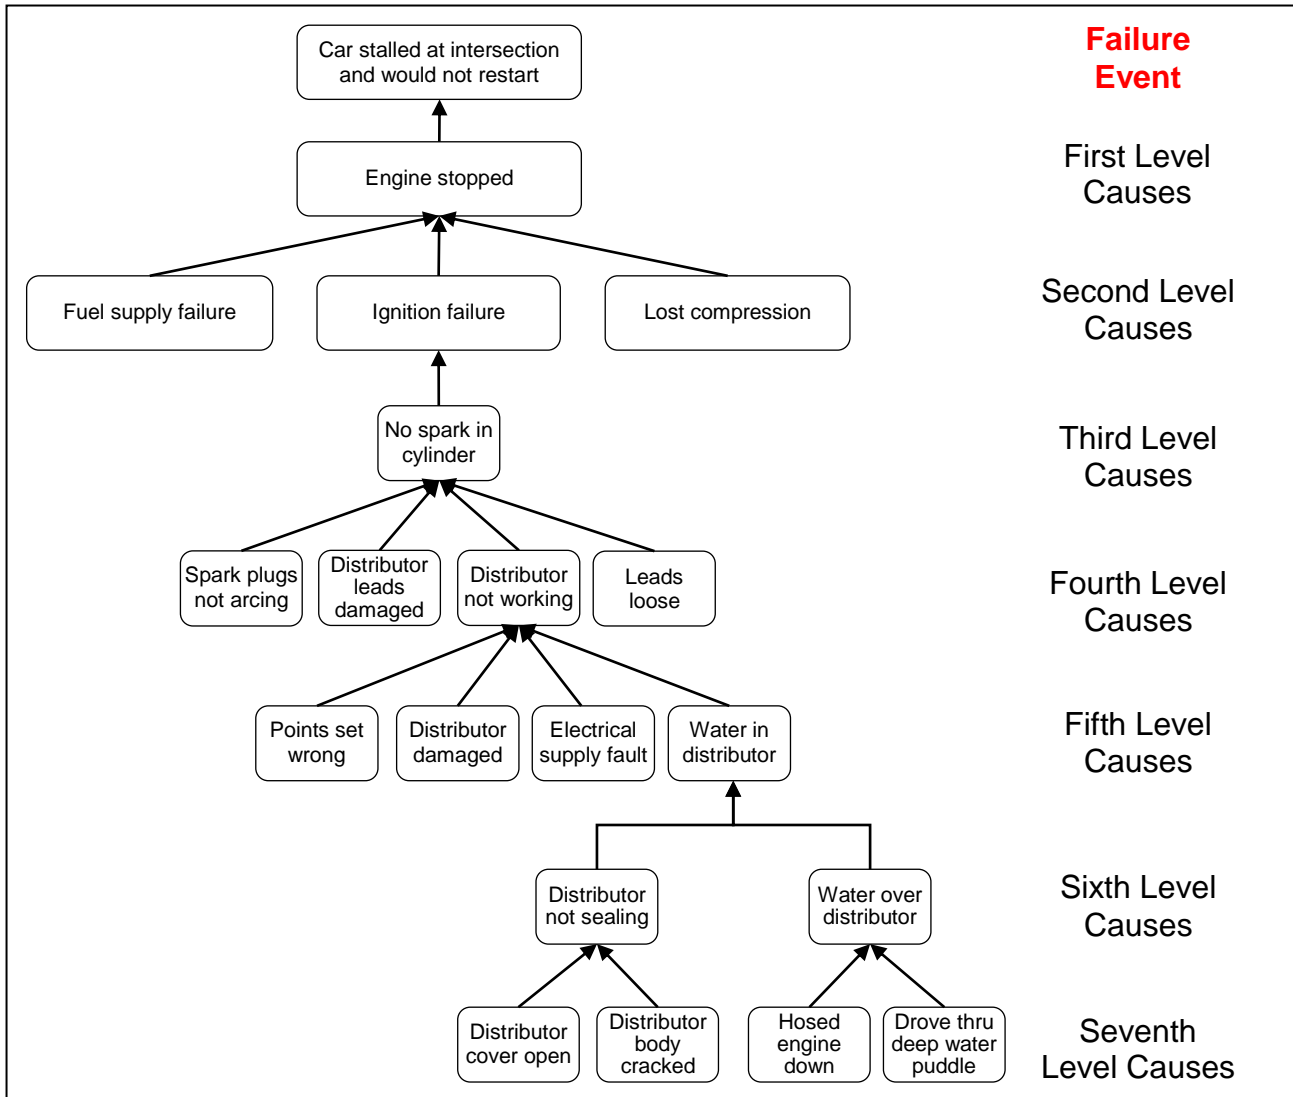 Car stalled at intersection
and would not restart
Failure
Event
Engine stopped
First Level
Causes
Fuel supply failure
Ignition failure
Lost compression
Second Level
Causes
No spark in
cylinder
Third Level
Causes
Spark plugs
not arcing
Distributor
leads
damaged
Distributor
not working
Leads
loose
Fourth Level
Causes
Points set
wrong
Distributor
damaged
Electrical
supply fault
Water in
distributor
Fifth Level
Causes
Distributor
not sealing
Water over
distributor
Sixth Level
Causes
Distributor
cover open
Distributor
body
cracked
Hosed
engine
down
Drove thru
deep water
puddle
Seventh
Level Causes